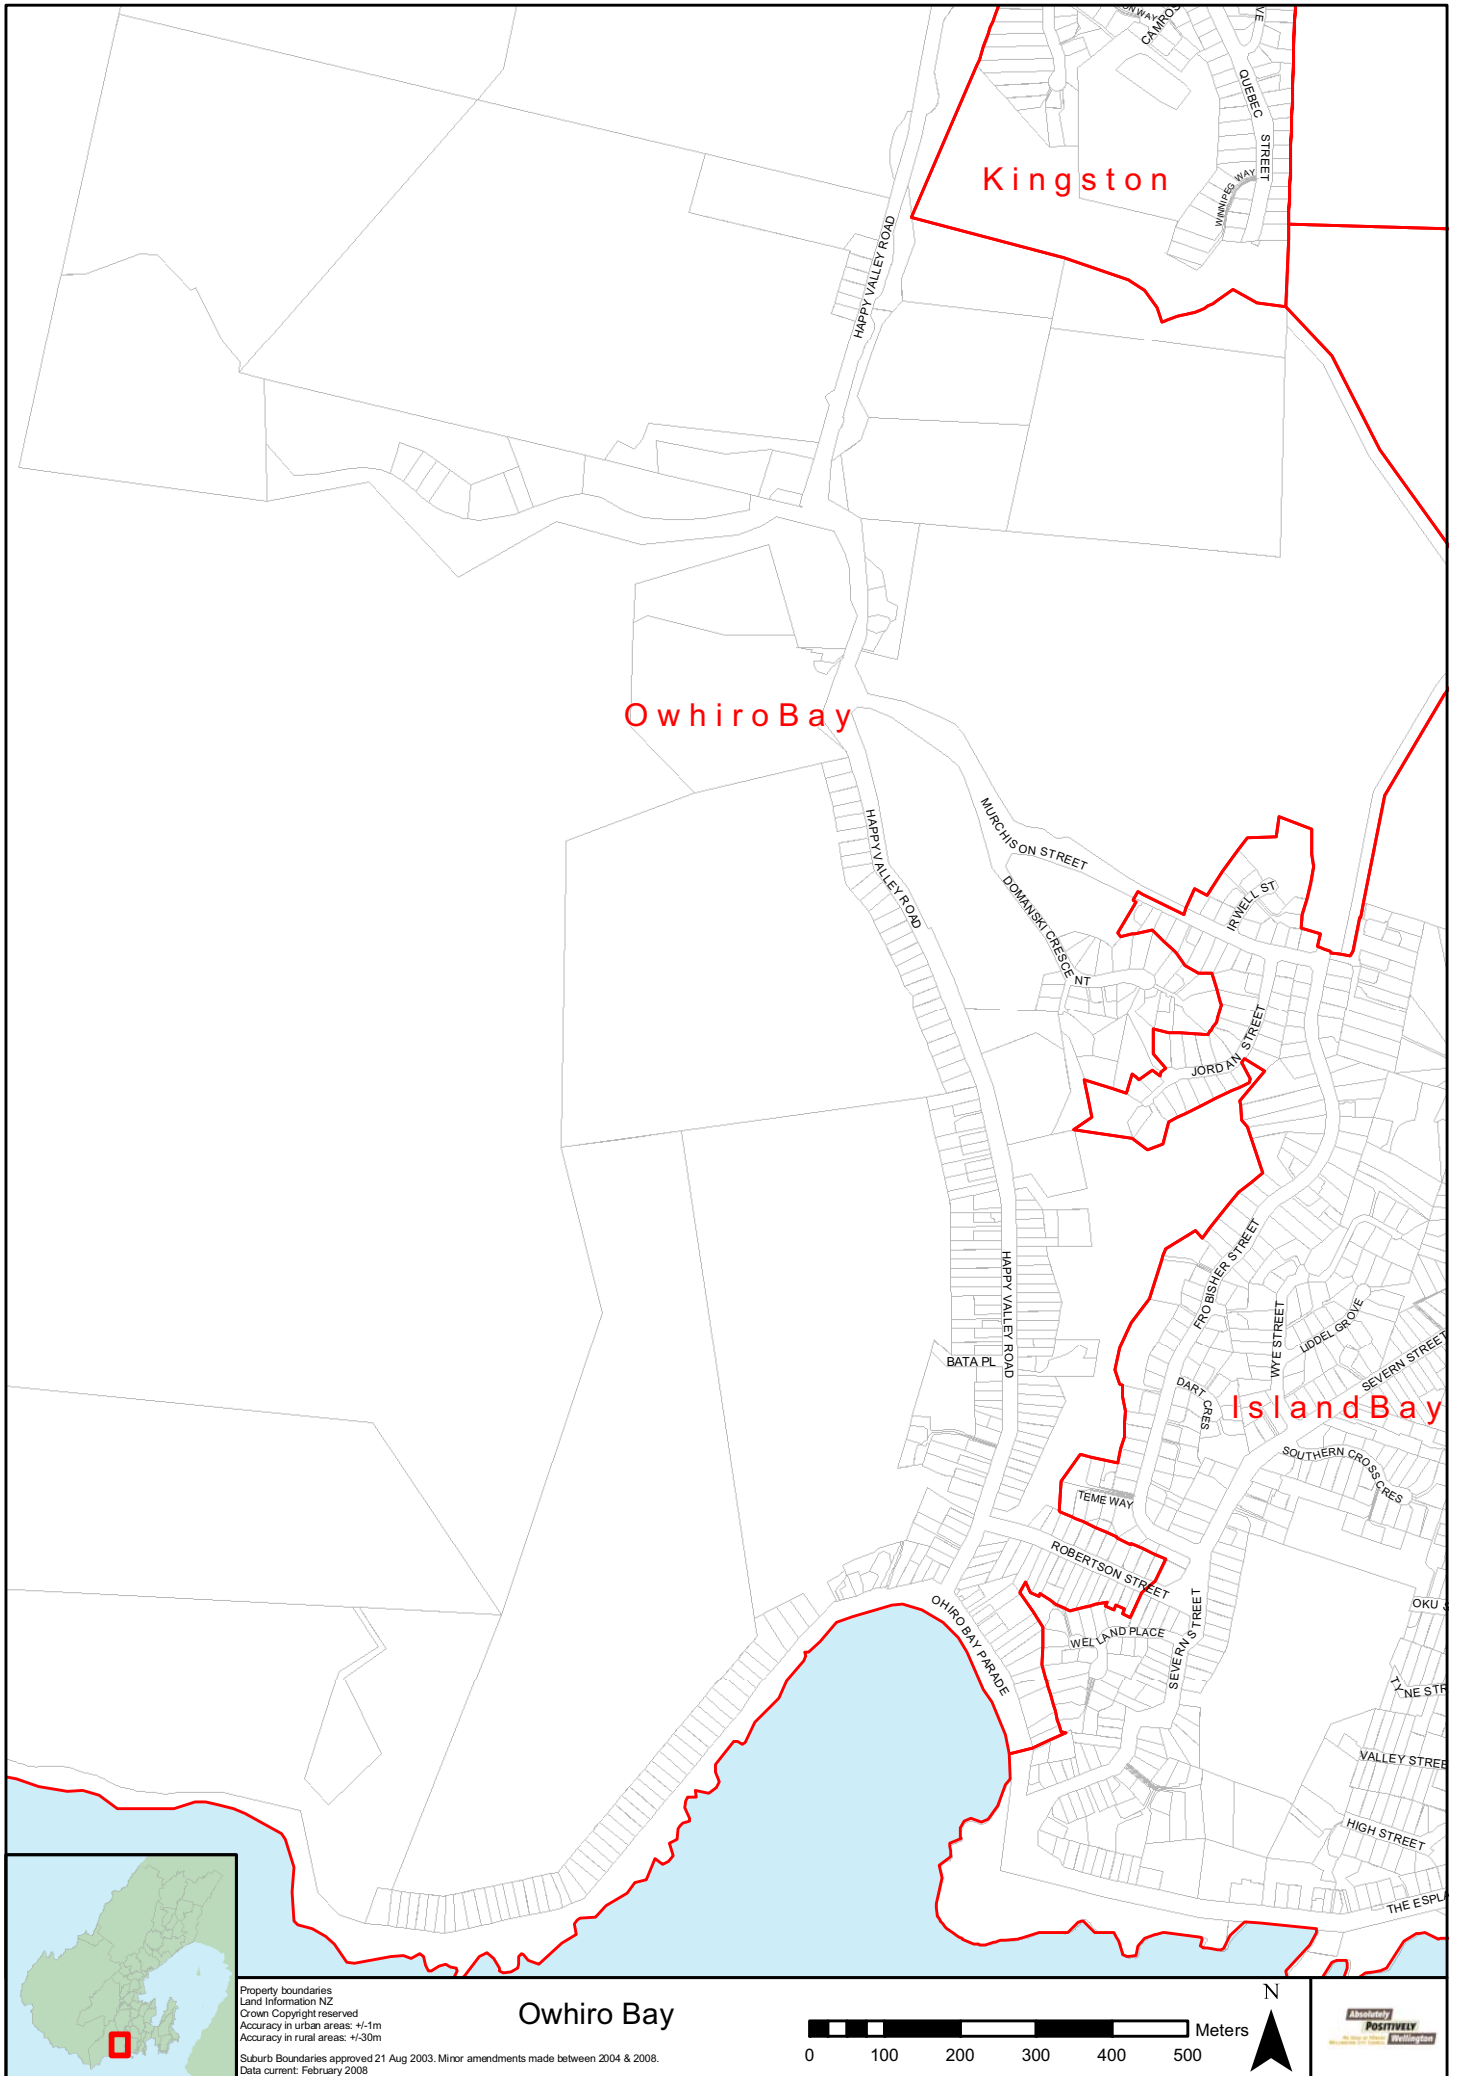 CAMROS
QUEBEC STREET
WINNIPEG WAY
Kingston
HAPPY VALLEY ROAD
OwhiroBay
MURCHISON STREET
HAPPY VALLEY ROAD
DOMANSKI CRESCENT
IRWELL ST
JORDAN STREET
FROBISHER STREET
HAPPY VALLEY ROAD
WYE STREET
LIDDEL GROVE
SEVERN STREET
BATA PL
DART CRES
IslandBay
SOUTHERN CROSS CRES
TEME WAY
ROBERTSON STREET
OHIRO BAY PARADE
WELLAND PLACE
SEVERN STREET
OKU S
TYNE STR
VALLEY STREE
HIGH STREET
THE ESPLA
Property boundaries
Land Information NZ
Crown Copyright reserved
Accuracy in urban areas: +/-1m
Accuracy in rural areas: +/-30m
Suburb Boundaries approved 21 Aug 2003. Minor amendments made between 2004 & 2008.
Data current: February 2008
Owhiro Bay
0 100 200 300 400 500
Meters
N
Absolutely
POSITIVELY
Wellington